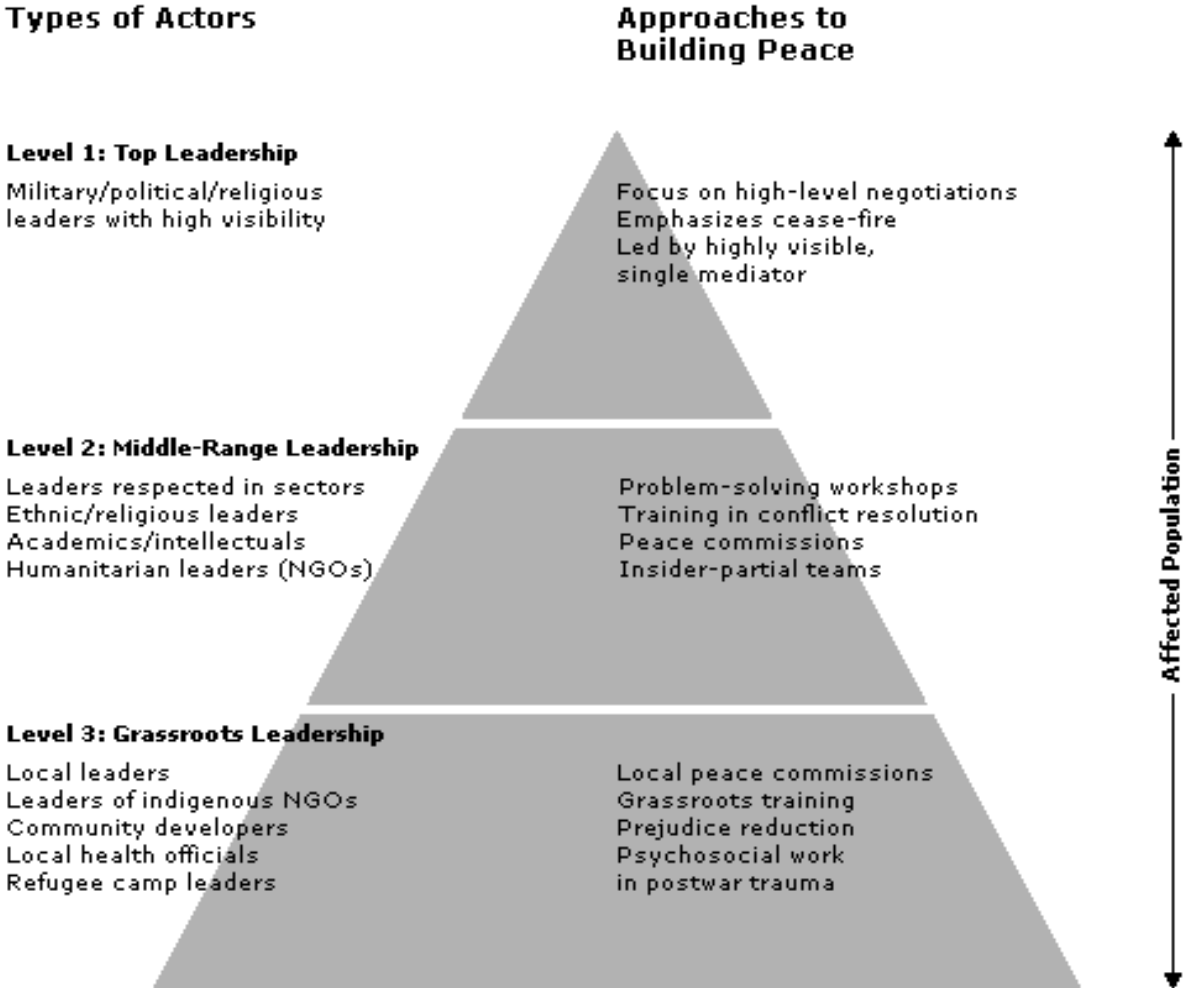 Types of Actors
Approaches to
Building Peace
Level 1: Top Leadership
Military/political/religious
leaders with high visibility
Focus on high-level negotiations
Emphasizes cease-fire
Led by highly visible,
single mediator
Level 2: Middle-Range Leadership
Leaders respected in sectors
Ethnic/religious leaders
Academics/intellectuals
Humanitarian leaders (NGOs)
Problem-solving workshops
Training in conflict resolution
Peace commissions
Insider-partial teams
Level 3: Grassroots Leadership
Local leaders
Leaders of indigenous NGOs
Community developers
Local health officials
Refugee camp leaders
Local peace commissions
Grassroots training
Prejudice reduction
Psychosocial work
in postwar trauma
Affected Population